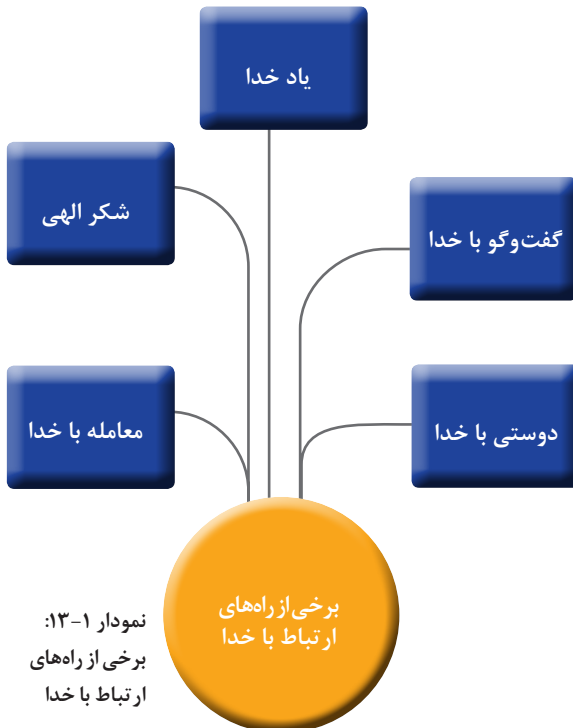 یاد خدا
شکر الهی
گفت‌وگو با خدا
معامله با خدا
دوستی با خدا
برخی از راه‌های
ارتباط با خدا
نمودار ۱-۱۳:
برخی از راه‌های
ارتباط با خدا